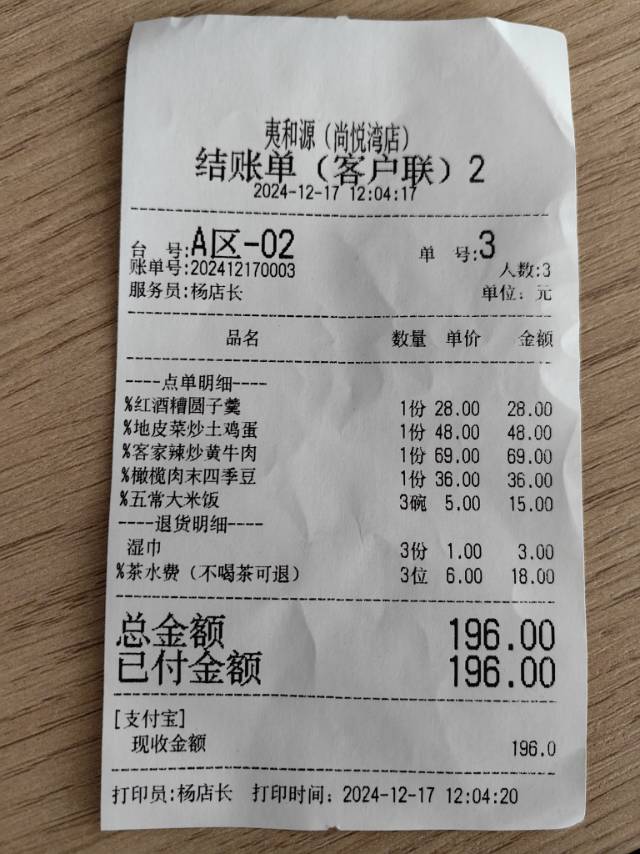 夷和源（尚悦湾店）
结账单（客户联）2
2024-12-17 12:04:17
台 号:A区-02 单 号:3
账单号:202412170003 人数:3
服务员:杨店长 单位：元
品名 数量 单价 金额
----点单明细----
%红酒糟圆子羹 1份 28.00 28.00
%地皮菜炒土鸡蛋 1份 48.00 48.00
%客家辣炒黄牛肉 1份 69.00 69.00
%橄榄肉末四季豆 1份 36.00 36.00
%五常大米饭 3碗 5.00 15.00
----退货明细----
湿巾 3份 1.00 3.00
%茶水费（不喝茶可退） 3位 6.00 18.00
总金额 196.00
已付金额 196.00
[支付宝]
现收金额 196.0
打印员:杨店长 打印时间：2024-12-17 12:04:20